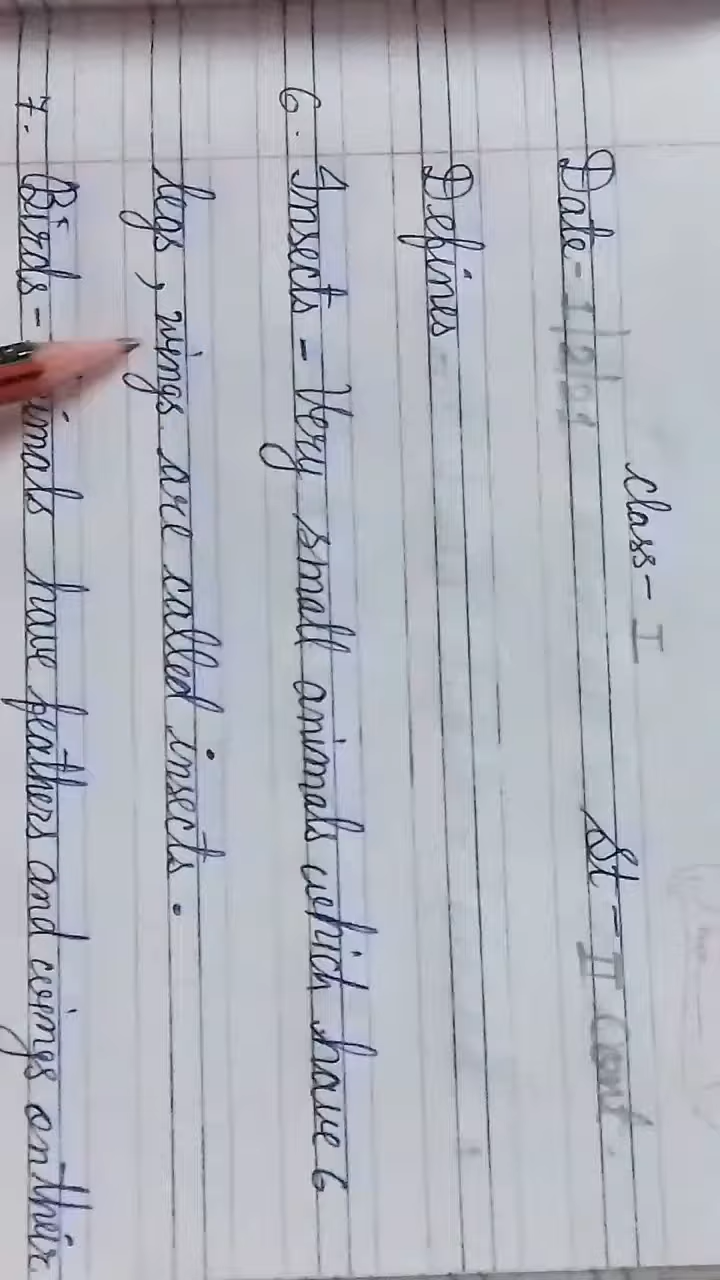 Class - I
Date - 1/2/21 St - II Cont.
Defines -
6. Insects - Very small animals which have 6
legs, wings are called insects.
7. Birds - have feathers and wings on their